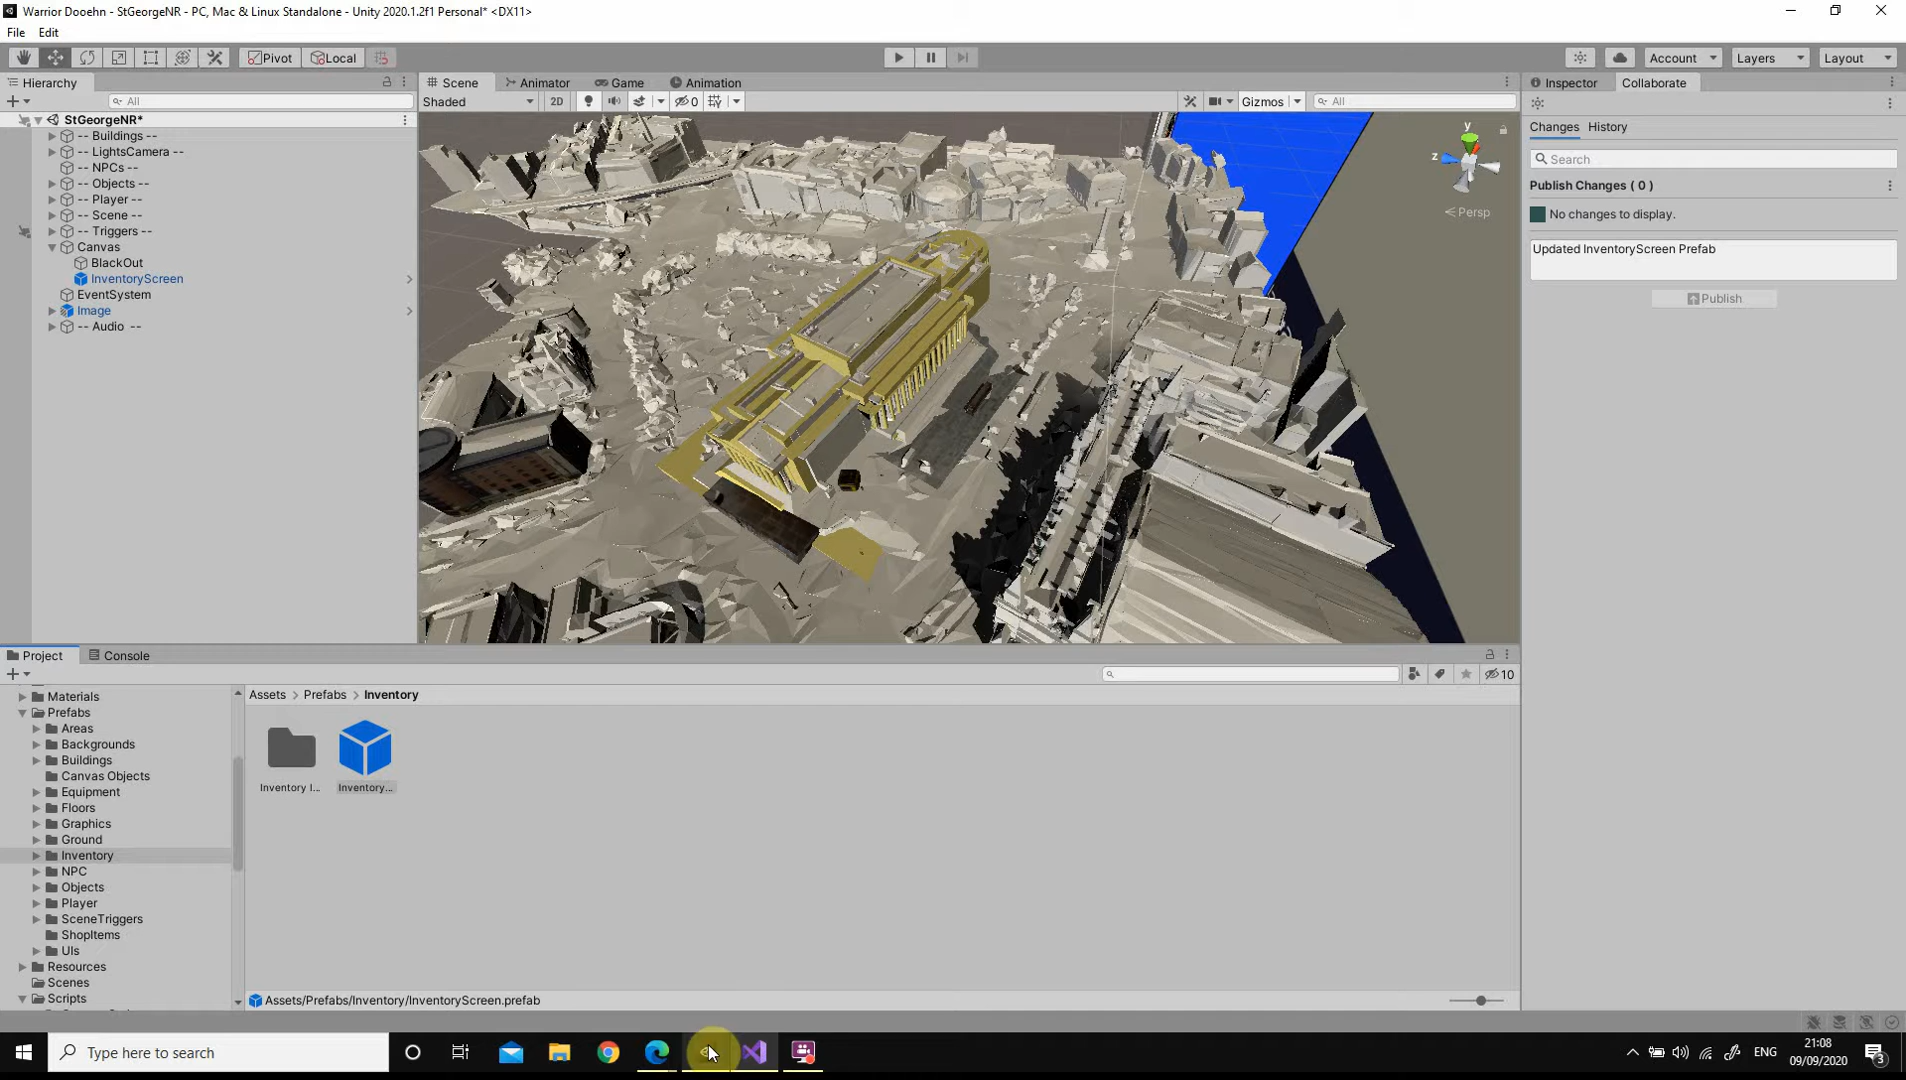 Warrior Dooehn - StGeorgeNR - PC, Mac & Linux Standalone - Unity 2020.1.2f1 Personal* <DX11>
File Edit
Pivot Local Account Layers Layout
Hierarchy
All
StGeorgeNR*
-- Buildings --
-- LightsCamera --
-- NPCs --
-- Objects --
-- Player --
-- Scene --
-- Triggers --
Canvas
BlackOut
InventoryScreen
EventSystem
Image
-- Audio --
Scene Animator Game Animation
Shaded 2D 0 Gizmos All
y
z
Persp
Inspector Collaborate
Changes History
Search
Publish Changes ( 0 )
No changes to display.
Updated InventoryScreen Prefab
Publish
Project Console
10
Materials
Prefabs
Areas
Backgrounds
Buildings
Canvas Objects
Equipment
Floors
Graphics
Ground
Inventory
NPC
Objects
Player
SceneTriggers
ShopItems
UIs
Resources
Scenes
Scripts
Assets > Prefabs > Inventory
Inventory I... Inventory...
Assets/Prefabs/Inventory/InventoryScreen.prefab
Type here to search
ENG
21:08
09/09/2020
3